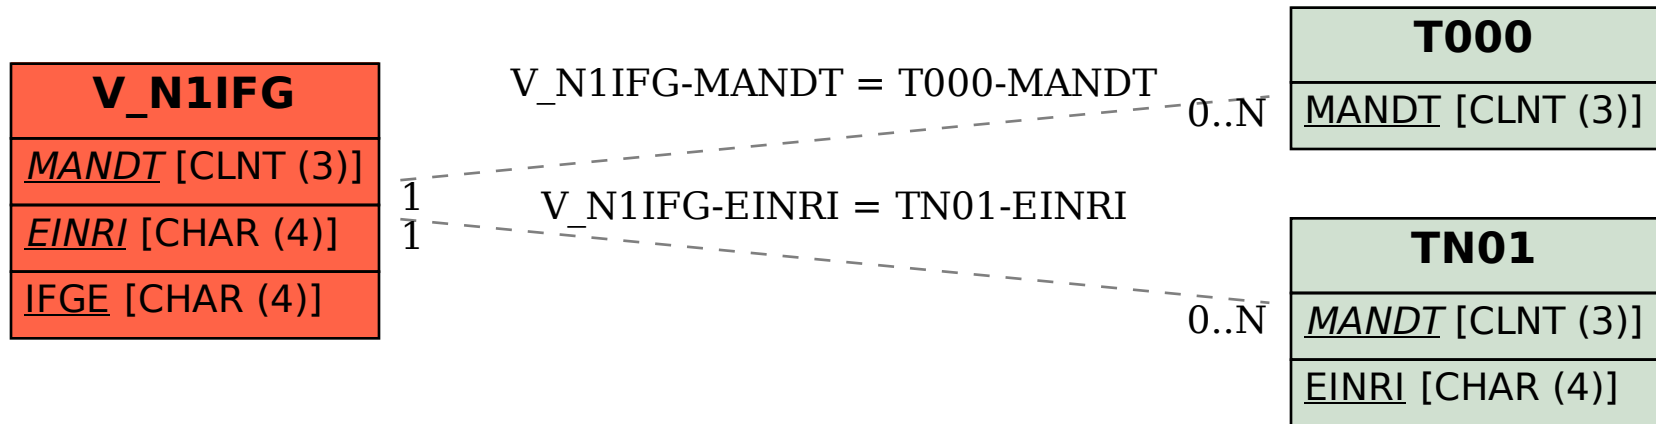 V_N1IFG
MANDT [CLNT (3)]
EINRI [CHAR (4)]
IFGE [CHAR (4)]
V_N1IFG-MANDT = T000-MANDT
0..N
1
V_N1IFG-EINRI = TN01-EINRI
1
0..N
T000
MANDT [CLNT (3)]
TN01
MANDT [CLNT (3)]
EINRI [CHAR (4)]